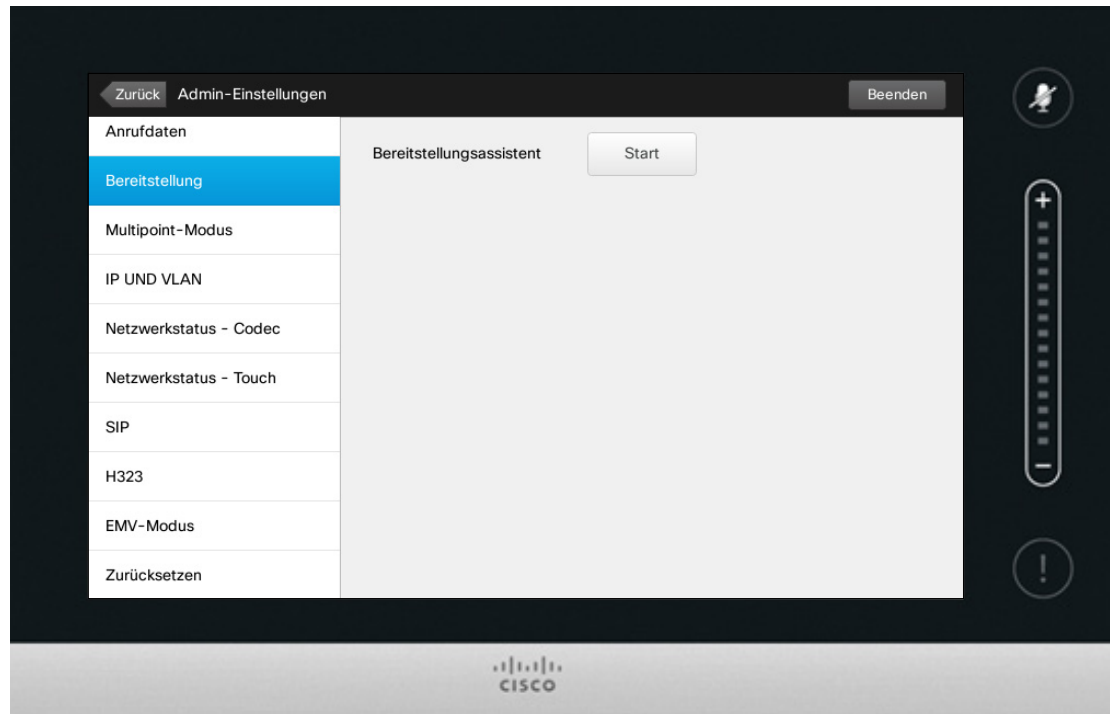 Zurück Admin-Einstellungen Beenden
Anrufdaten
Bereitstellungsassistent Start
Bereitstellung
Multipoint-Modus
IP UND VLAN
Netzwerkstatus - Codec
Netzwerkstatus - Touch
SIP
H323
EMV-Modus
Zurücksetzen
CISCO